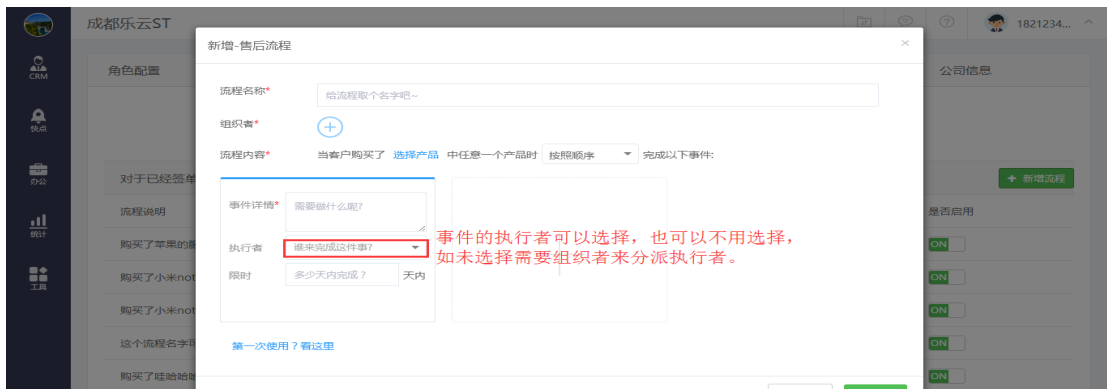 成都乐云ST
1821234...
新增-售后流程
CRM
角色配置
公司信息
流程名称*
给流程取个名字吧~
快点
组织者*
流程内容*
当客户购买了 选择产品 中任意一个产品时 按照顺序 完成以下事件:
办公
对于已经签单
+ 新增流程
事件详情*
需要做什么呢?
流程说明
是否启用
统计
执行者
谁来完成这件事?
事件的执行者可以选择，也可以不用选择，
如未选择需要组织者来分派执行者。
购买了苹果的
ON
限时
多少天内完成？
天内
工具
购买了小米not
ON
购买了小米not
ON
第一次使用？看这里
这个流程名字可
ON
购买了哇哈哈哈
ON